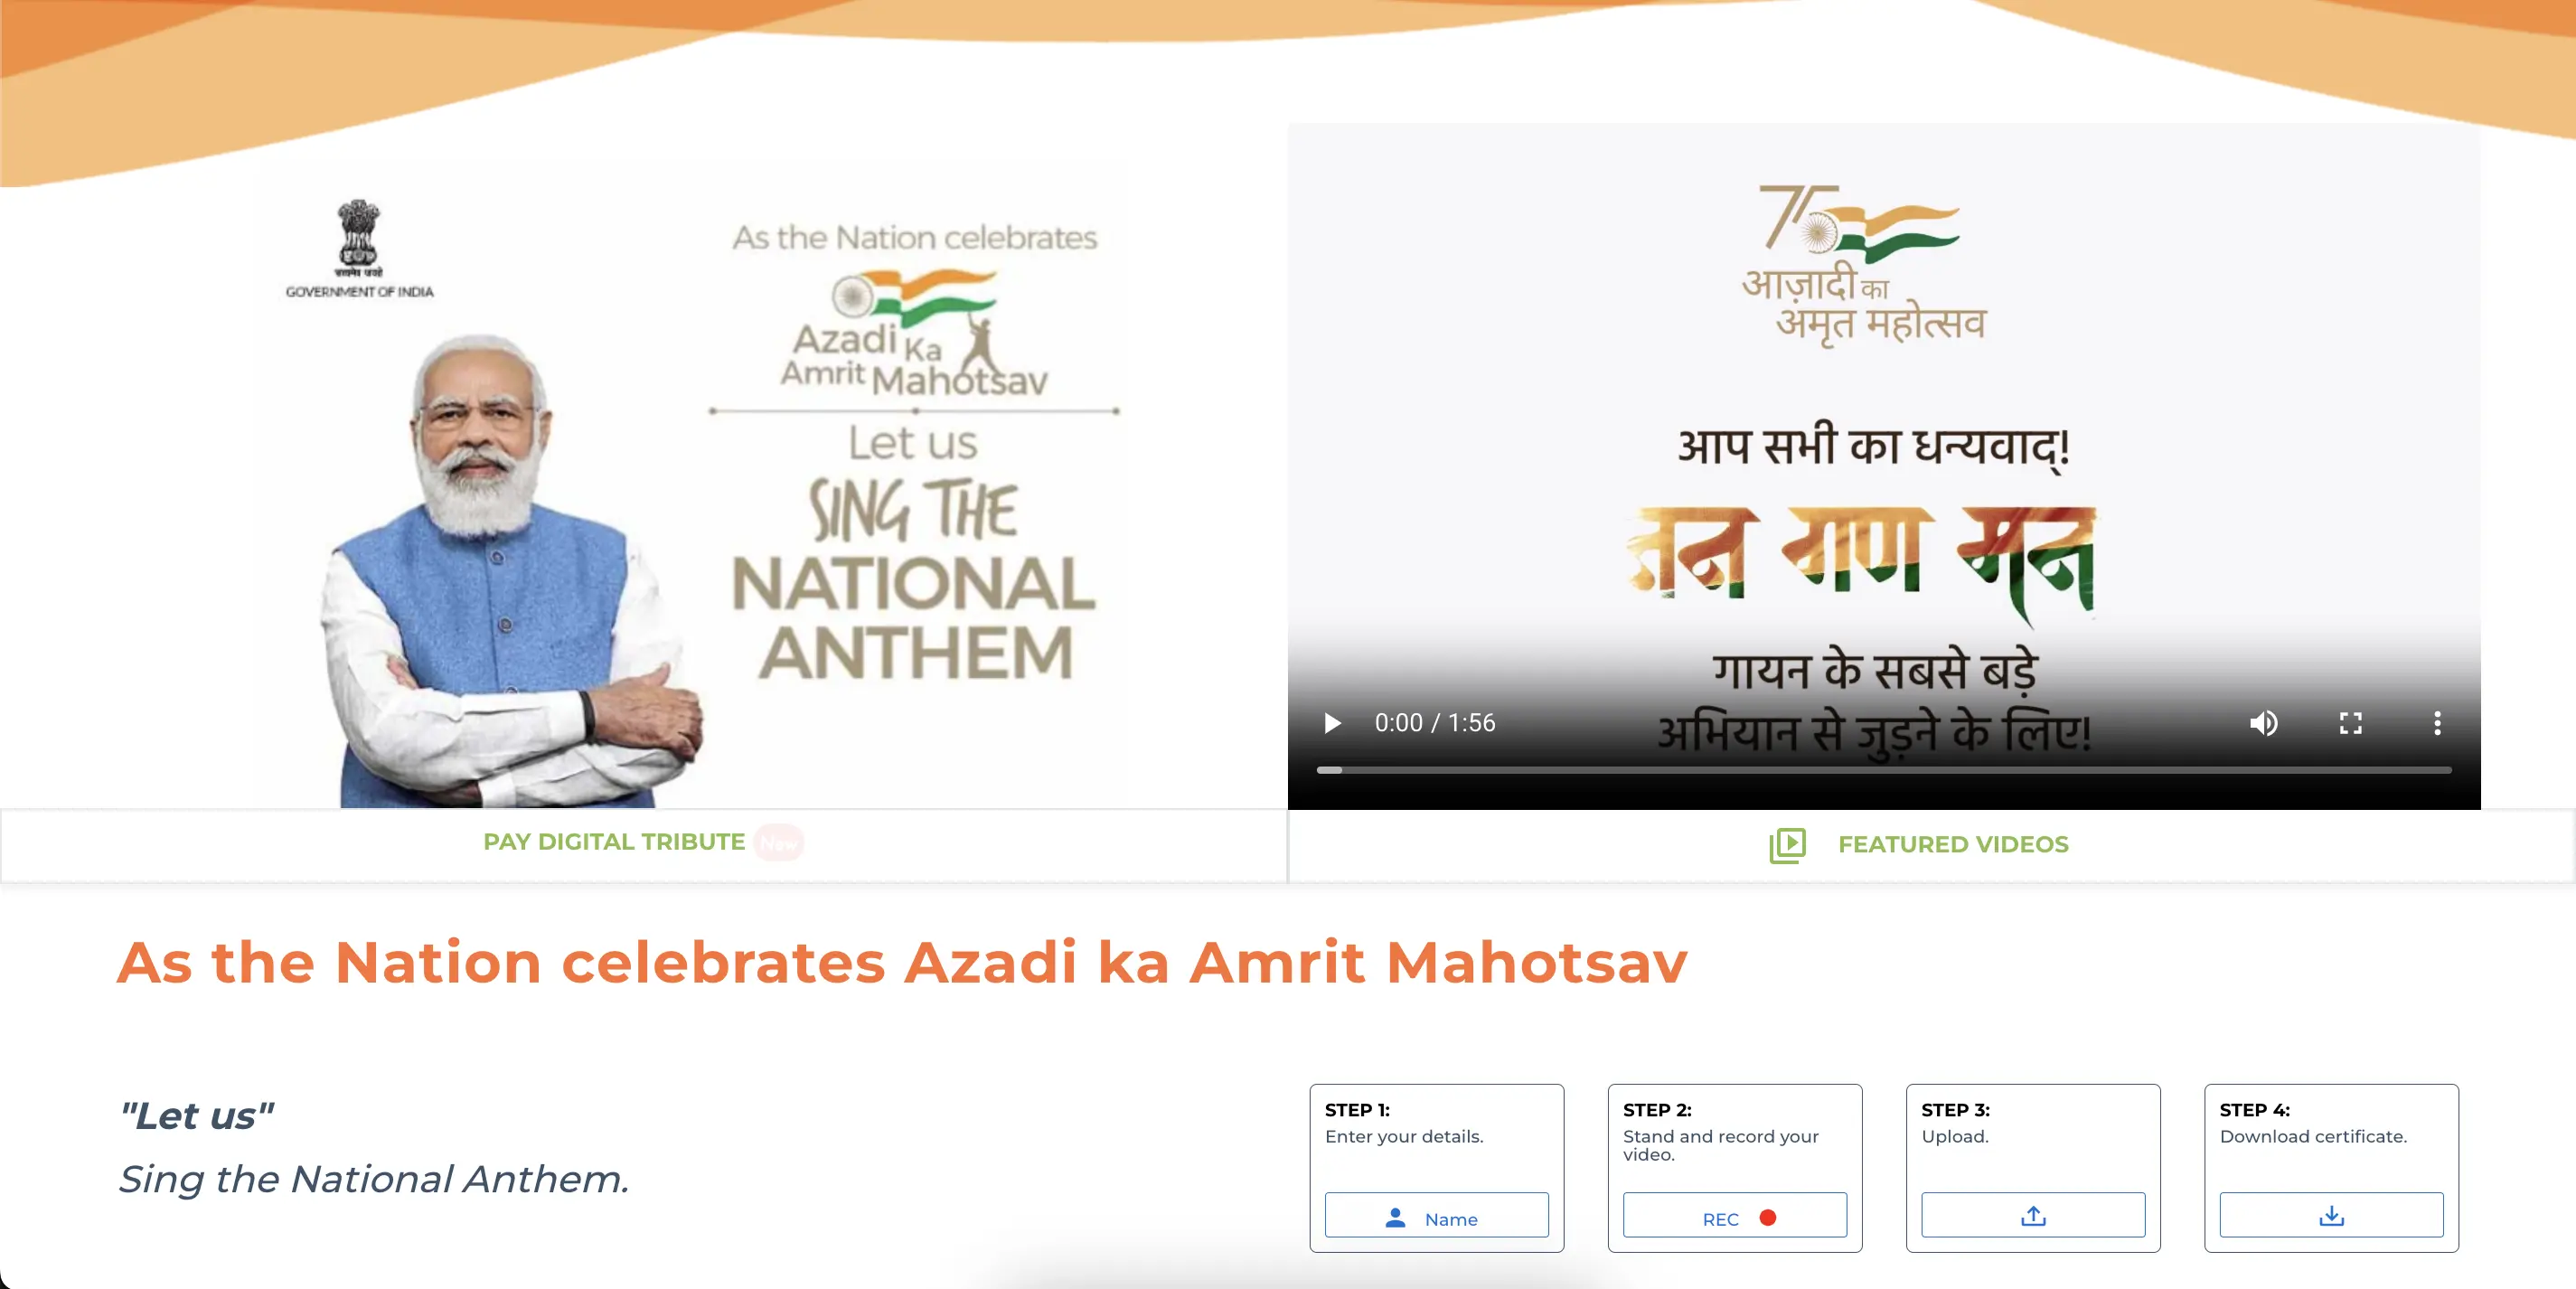 सत्यमेव जयते
GOVERNMENT OF INDIA
As the Nation celebrates
Azadi Ka
Amrit Mahotsav
Let us
SING THE
NATIONAL
ANTHEM
75
आज़ादी का
अमृत महोत्सव
आप सभी का धन्यवाद्!
जन गण मन
गायन के सबसे बड़े
अभियान से जुड़ने के लिए!
0:00 / 1:56
PAY DIGITAL TRIBUTE New
FEATURED VIDEOS
As the Nation celebrates Azadi ka Amrit Mahotsav
"Let us"
Sing the National Anthem.
STEP 1:
Enter your details.
Name
STEP 2:
Stand and record your
video.
REC
STEP 3:
Upload.
STEP 4:
Download certificate.